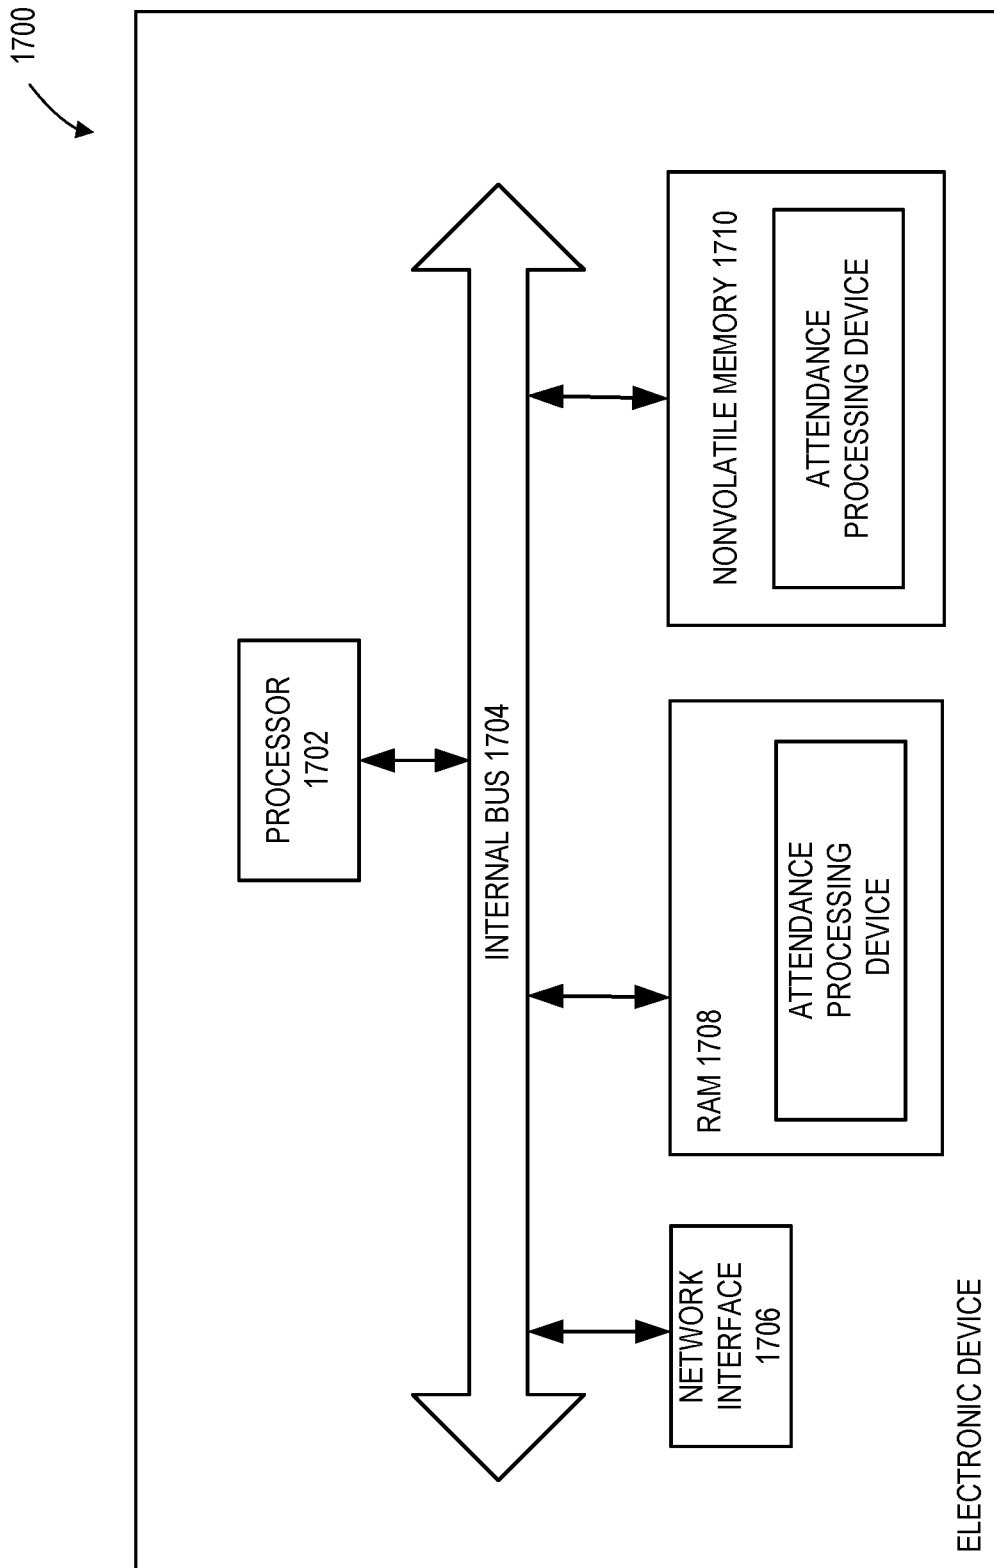 1700
PROCESSOR
1702
INTERNAL BUS 1704
NETWORK
INTERFACE
1706
RAM 1708
ATTENDANCE
PROCESSING
DEVICE
NONVOLATILE MEMORY 1710
ATTENDANCE
PROCESSING DEVICE
ELECTRONIC DEVICE